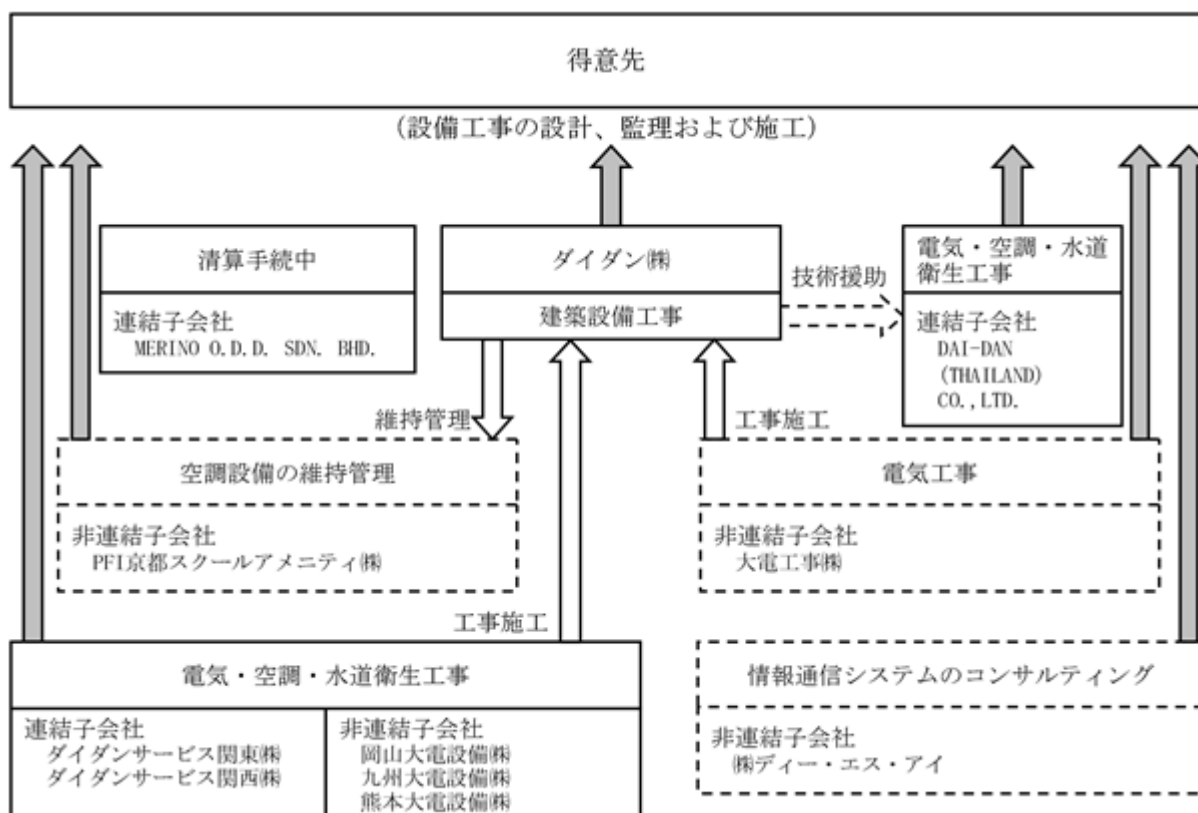 得意先
(設備工事の設計、監理および施工)
清算手続中
連結子会社
MERINO O.D.D. SDN. BHD.
ダイダン㈱
建築設備工事
技術援助
電気・空調・水道
衛生工事
連結子会社
DAI-DAN
(THAILAND)
CO.,LTD.
維持管理
工事施工
空調設備の維持管理
非連結子会社
PFI京都スクールアメニティ㈱
電気工事
非連結子会社
大電工事㈱
工事施工
電気・空調・水道衛生工事
連結子会社
ダイダンサービス関東㈱
ダイダンサービス関西㈱
非連結子会社
岡山大電設備㈱
九州大電設備㈱
熊本大電設備㈱
情報通信システムのコンサルティング
非連結子会社
㈱ディー・エス・アイ